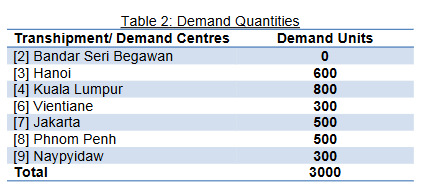 Table 2: Demand Quantities
Transhipment/ Demand Centres Demand Units
[2] Bandar Seri Begawan 0
[3] Hanoi 600
[4] Kuala Lumpur 800
[6] Vientiane 300
[7] Jakarta 500
[8] Phnom Penh 500
[9] Naypyidaw 300
Total 3000